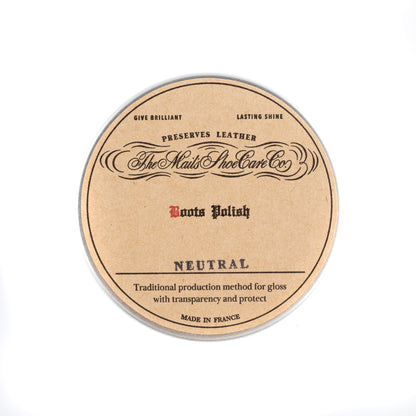 GIVE BRILLIANT LASTING SHINE
PRESERVES LEATHER
The Mails Shoe Care Co.
Boots Polish
NEUTRAL
Traditional production method for gloss
with transparency and protect
MADE IN FRANCE